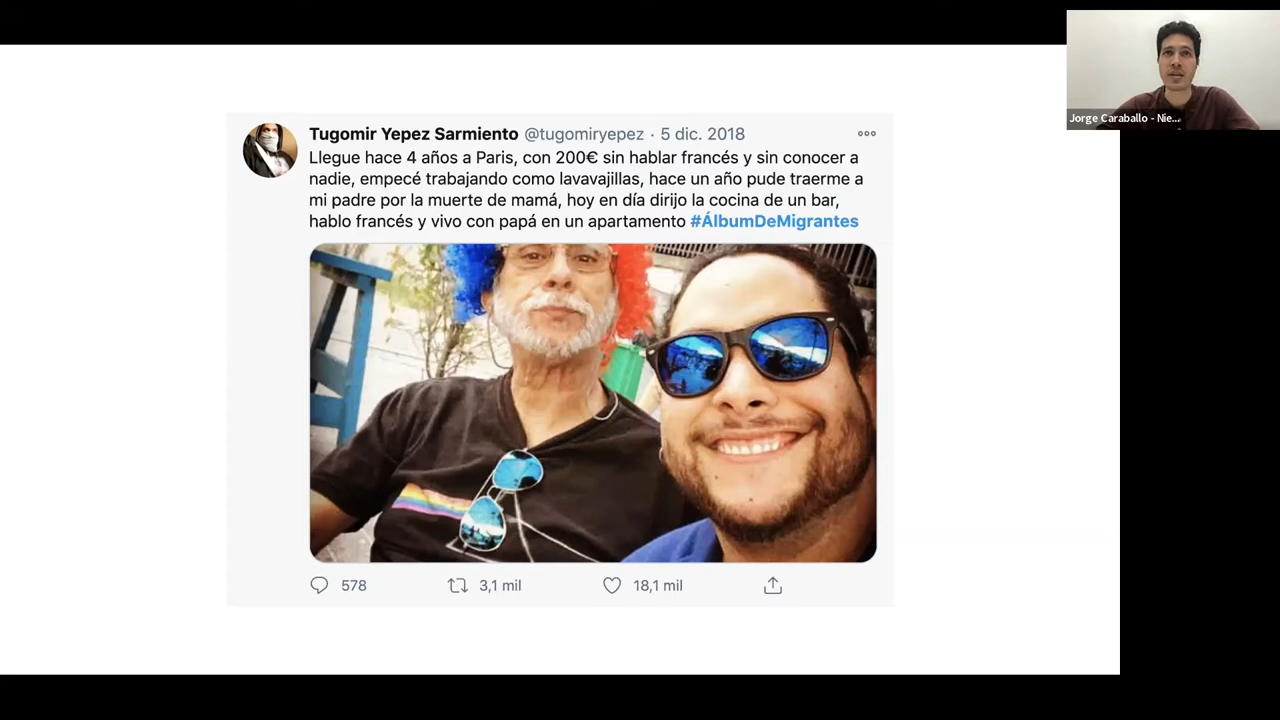 Tugomir Yepez Sarmiento @tugomiryepez · 5 dic. 2018
Llegue hace 4 años a Paris, con 200€ sin hablar francés y sin conocer a
nadie, empecé trabajando como lavavajillas, hace un año pude traerme a
mi padre por la muerte de mamá, hoy en día dirijo la cocina de un bar,
hablo francés y vivo con papá en un apartamento #ÁlbumDeMigrantes
578
3,1 mil
18,1 mil
Jorge Caraballo - Nie...